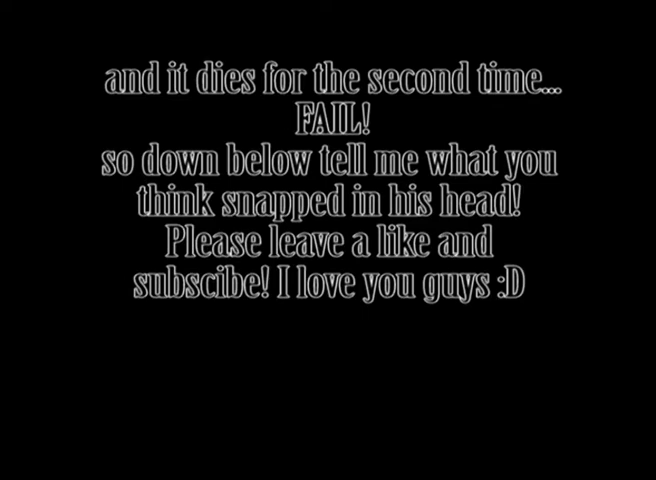 and it dies for the second time...
FAIL!
so down below tell me what you
think snapped in his head!
Please leave a like and
subscibe! I love you guys :D